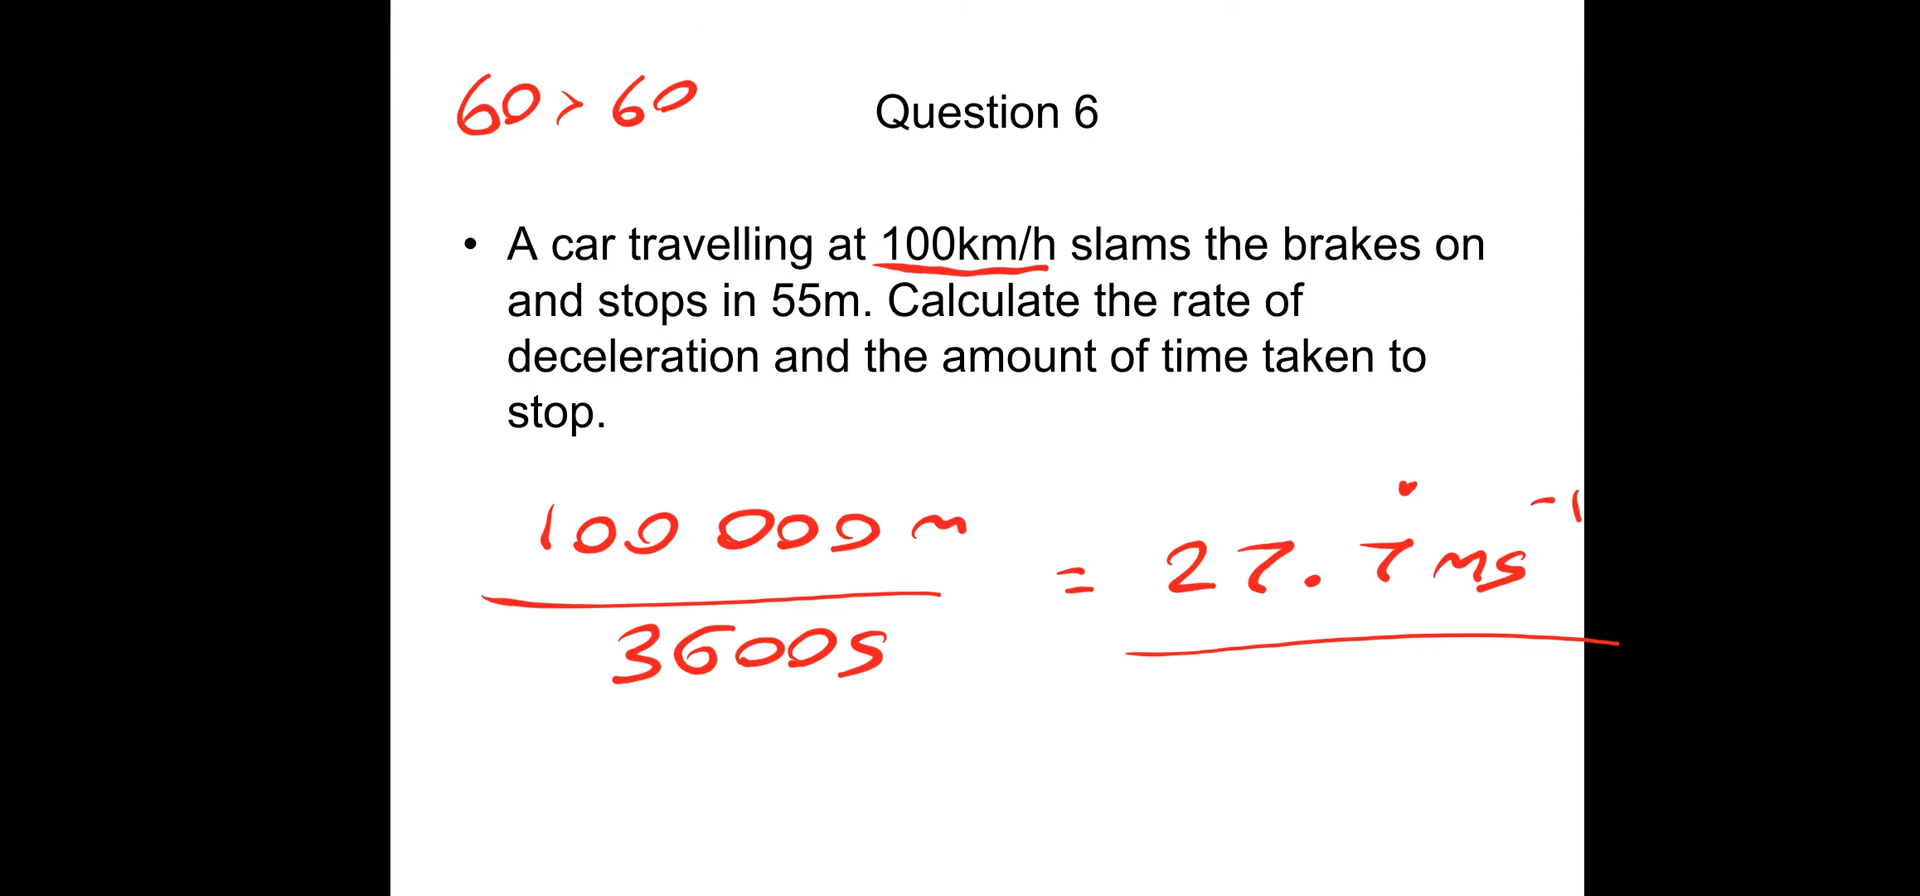 60 × 60
Question 6
• A car travelling at 100km/h slams the brakes on
and stops in 55m. Calculate the rate of
deceleration and the amount of time taken to
stop.
100 000 m
3600s
= 27.7̇ ms⁻¹